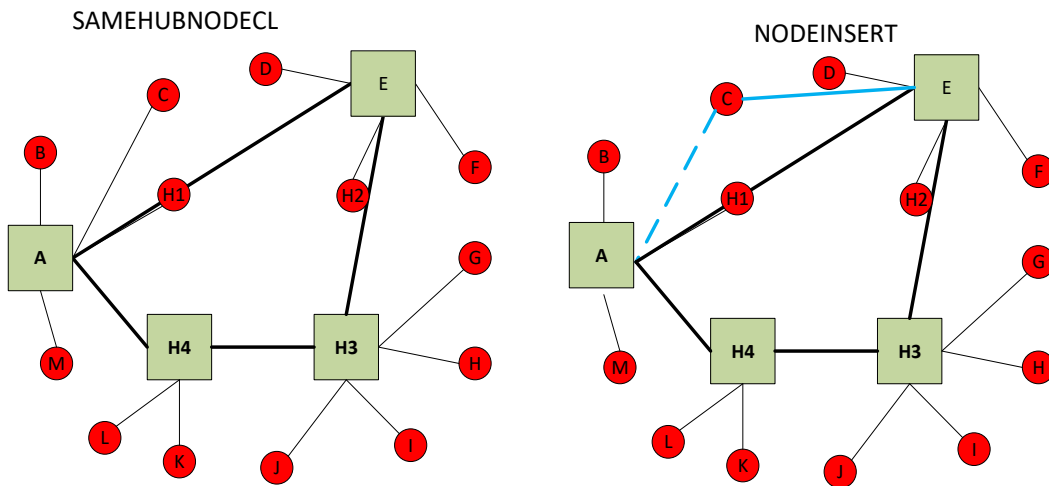 SAMEHUBNODECL
D
E
C
B
F
H1
H2
A
G
H4
H3
M
H
L
K
J
I
NODEINSERT
D
E
C
B
F
H1
H2
A
G
H4
H3
M
H
L
K
J
I